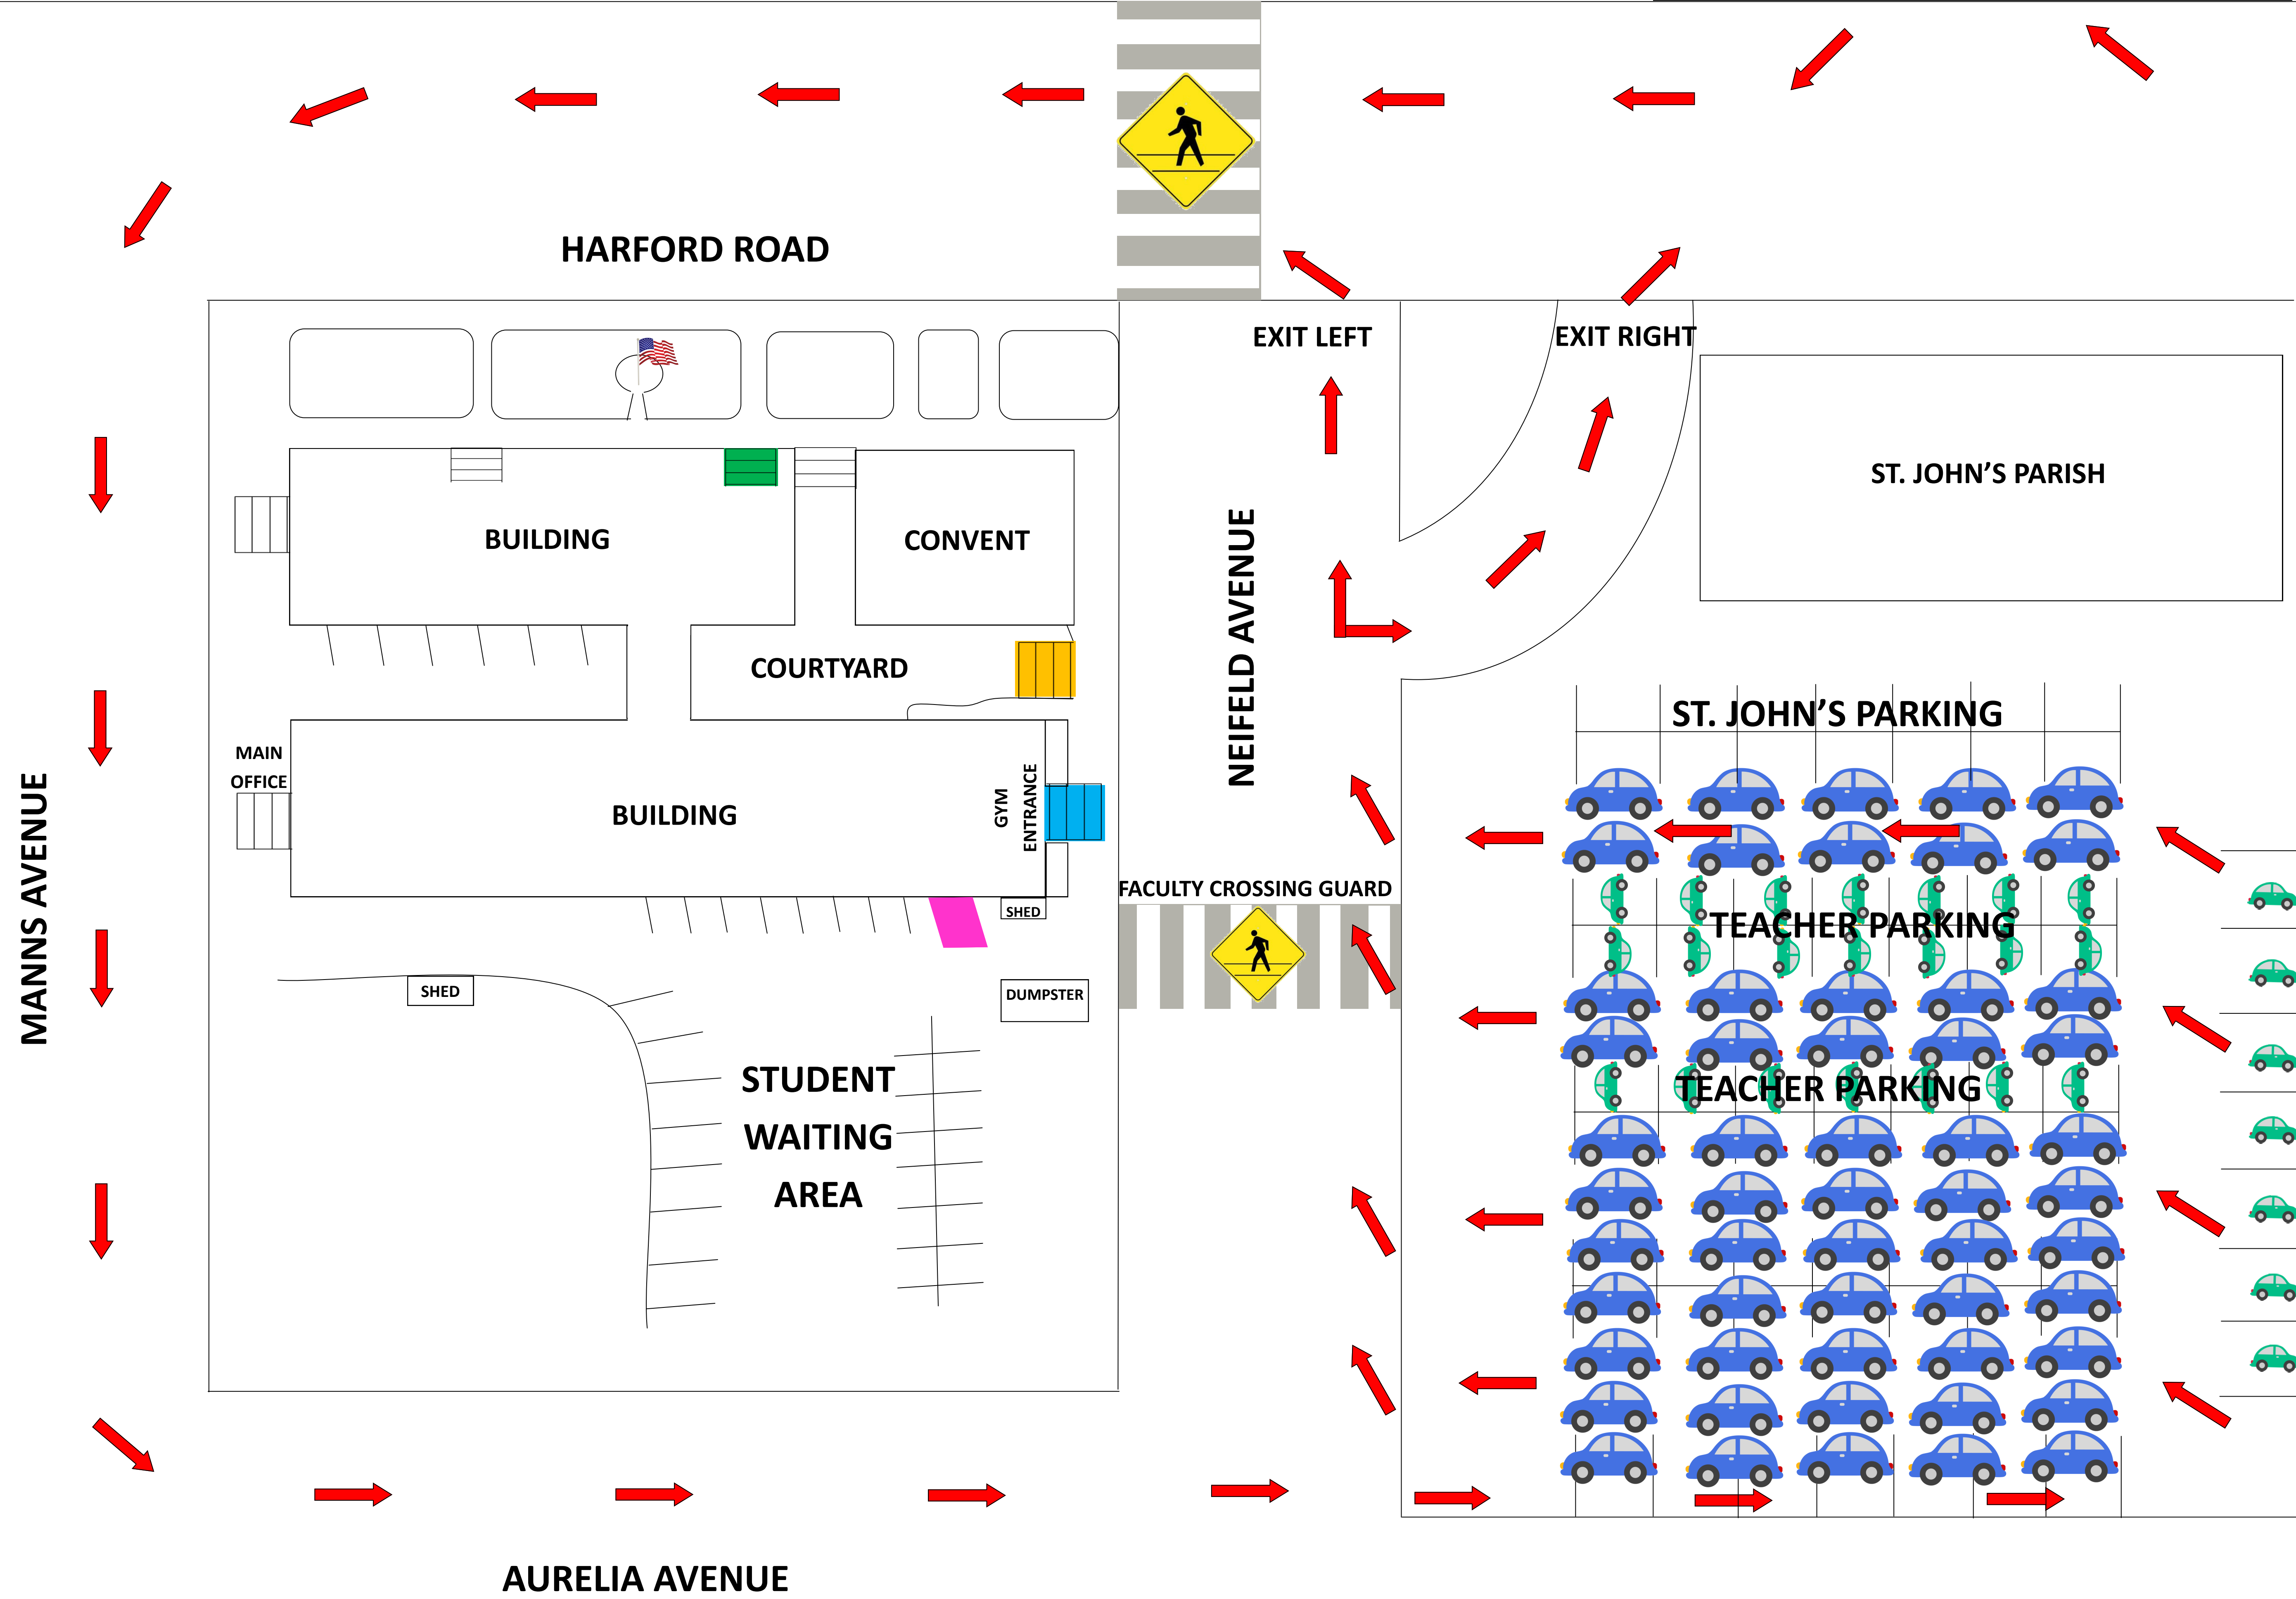 HARFORD ROAD
EXIT LEFT
EXIT RIGHT
ST. JOHN'S PARISH
BUILDING
CONVENT
NEIFELD AVENUE
COURTYARD
ST. JOHN'S PARKING
MAIN
OFFICE
MANNS AVENUE
BUILDING
GYM
ENTRANCE
FACULTY CROSSING GUARD
SHED
TEACHER PARKING
SHED
DUMPSTER
STUDENT
WAITING
AREA
TEACHER PARKING
AURELIA AVENUE